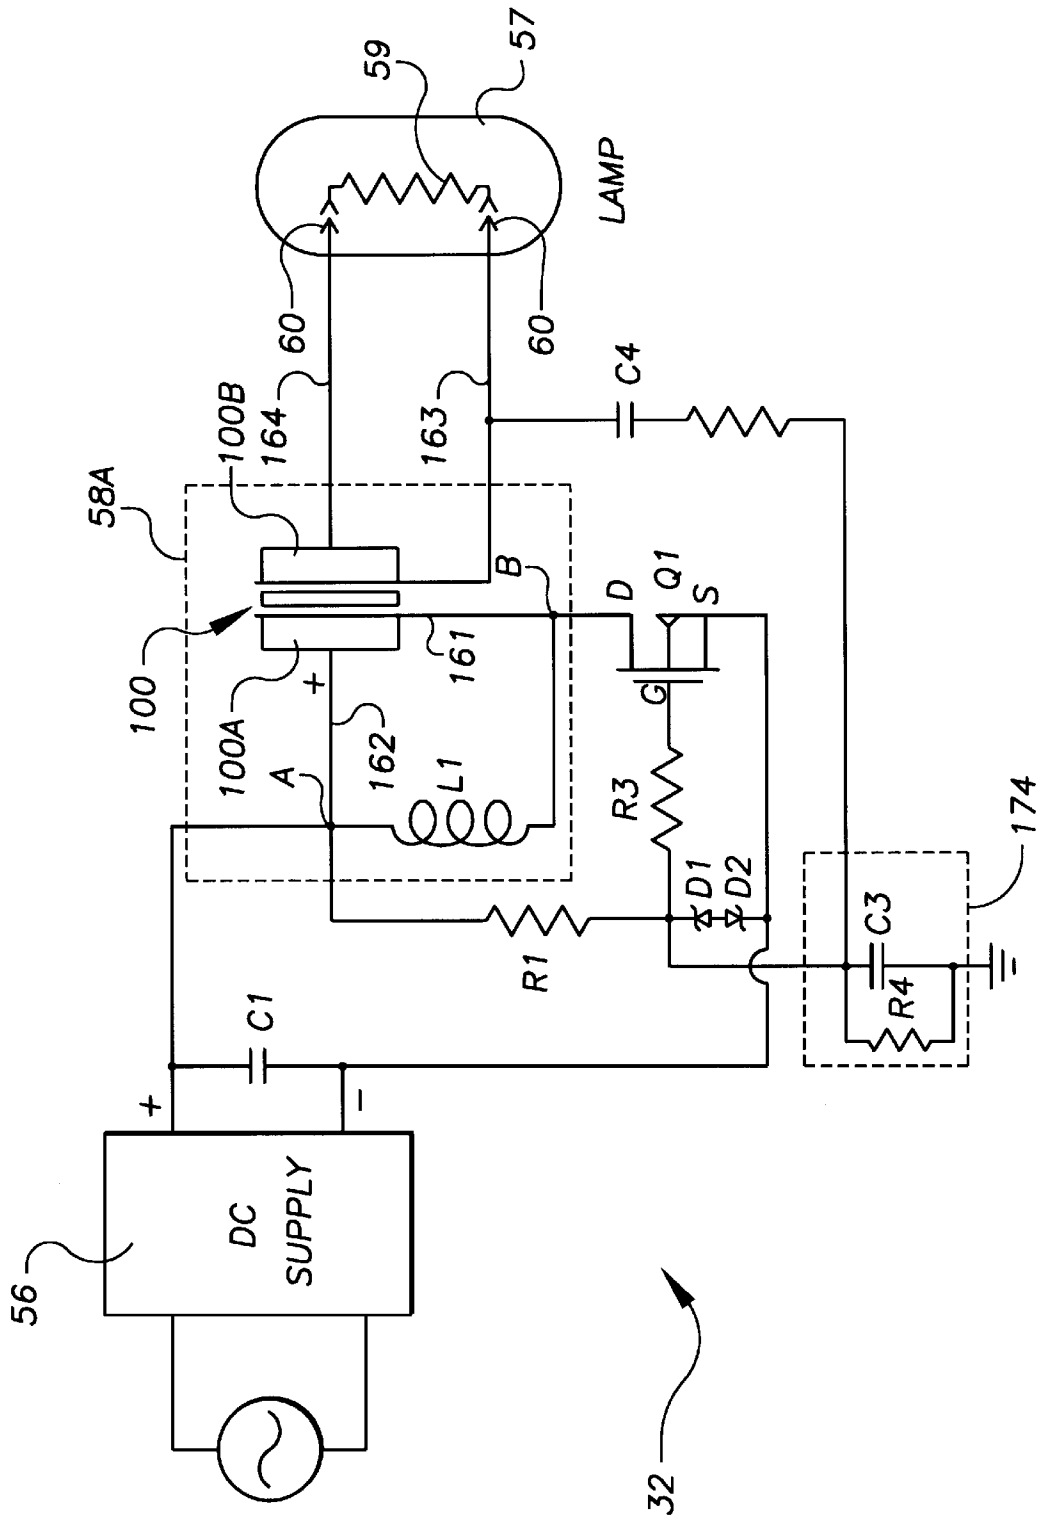 56
DC
SUPPLY
+
−
C1
32
174
C3
R4
R1
D1
D2
R3
G
Q1
D
S
L1
A
B
162
161
+
100A
100
100B
58A
164
163
C4
60
60
59
57
LAMP